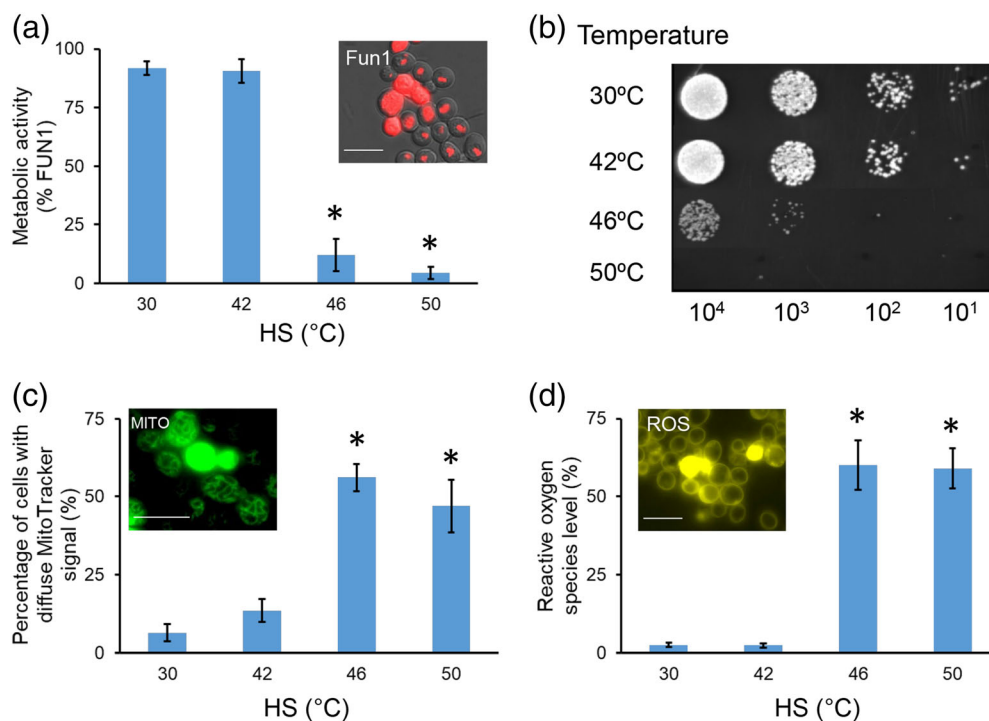 (a)
Metabolic activity
(% FUN1)
100
75
50
25
0
Fun1
*
*
30 42 46 50
HS (°C)
(b) Temperature
30ºC
42ºC
46ºC
50ºC
10⁴ 10³ 10² 10¹
(c)
Percentage of cells with
diffuse MitoTracker
signal (%)
75
50
25
0
MITO
*
*
30 42 46 50
HS (°C)
(d)
Reactive oxygen
species level (%)
75
50
25
0
ROS
*
*
30 42 46 50
HS (°C)